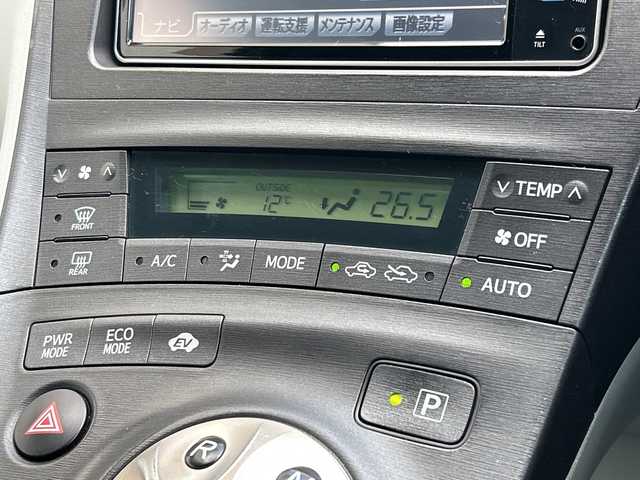 ナビ オーディオ 運転支援 メンテナンス 画像設定
TILT
AUX
OUTSIDE
12℃ 26.5
TEMP
FRONT
OFF
REAR
A/C
MODE
AUTO
PWR
MODE
ECO
MODE
EV
P
R